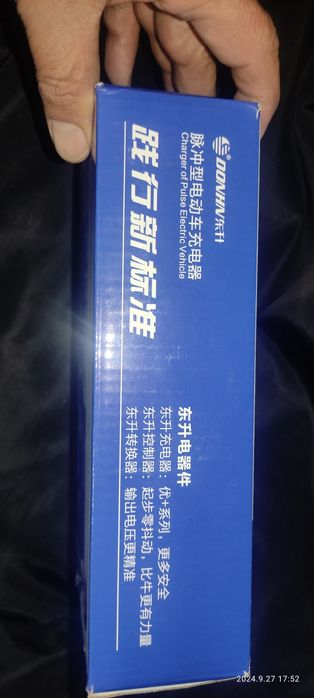 DONHN东升
脉冲型电动车充电器
Charger of Pulse Electric Vehicle
践行新标准
东升电器件
东升充电器：优+系列，更多安全
东升控制器：起步零抖动，比牛更有力量
东升转换器：输出电压更精准
2024.9.27 17:52